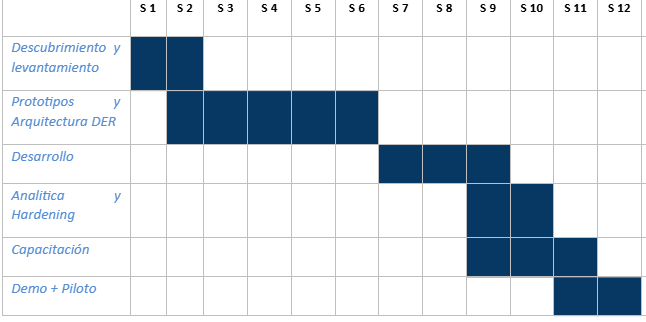 S 1 S 2 S 3 S 4 S 5 S 6 S 7 S 8 S 9 S 10 S 11 S 12
Descubrimiento y
levantamiento
Prototipos y
Arquitectura DER
Desarrollo
Analitica y
Hardening
Capacitación
Demo + Piloto